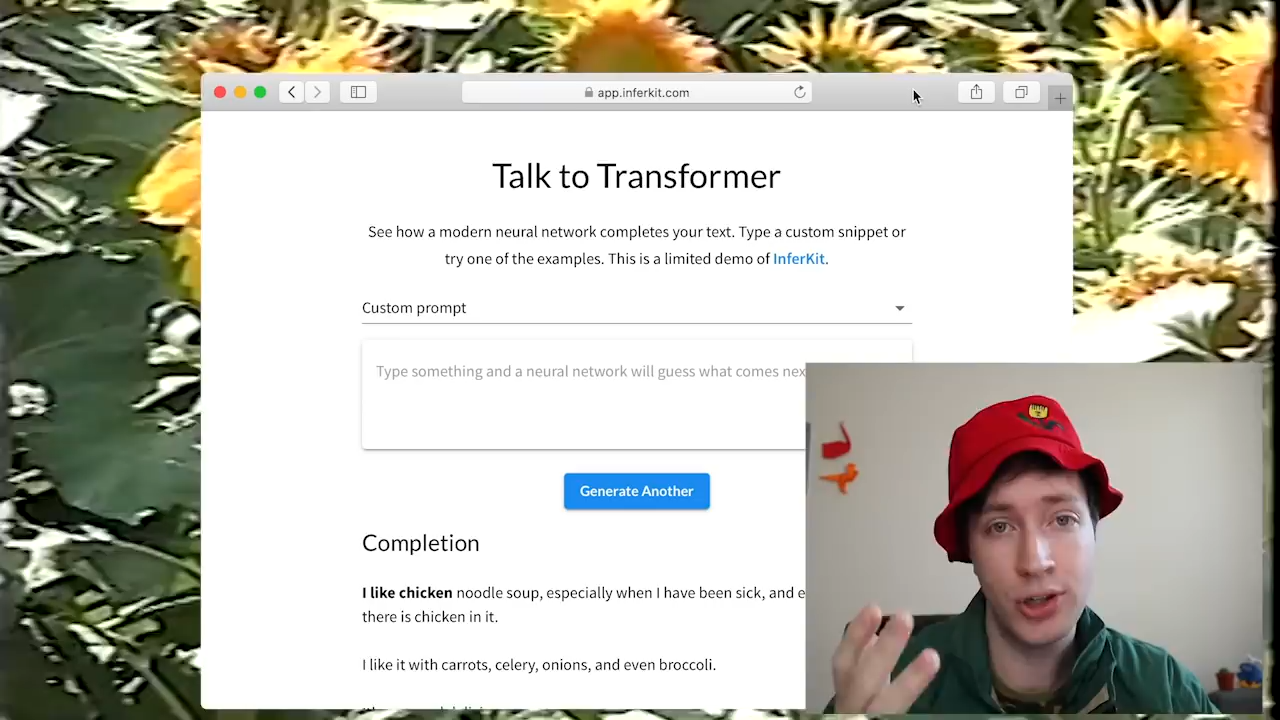 app.inferkit.com
Talk to Transformer
See how a modern neural network completes your text. Type a custom snippet or
try one of the examples. This is a limited demo of InferKit.
Custom prompt
Type something and a neural network will guess what comes
Generate Another
Completion
I like chicken noodle soup, especially when I have been sick, and
there is chicken in it.
I like it with carrots, celery, onions, and even broccoli.